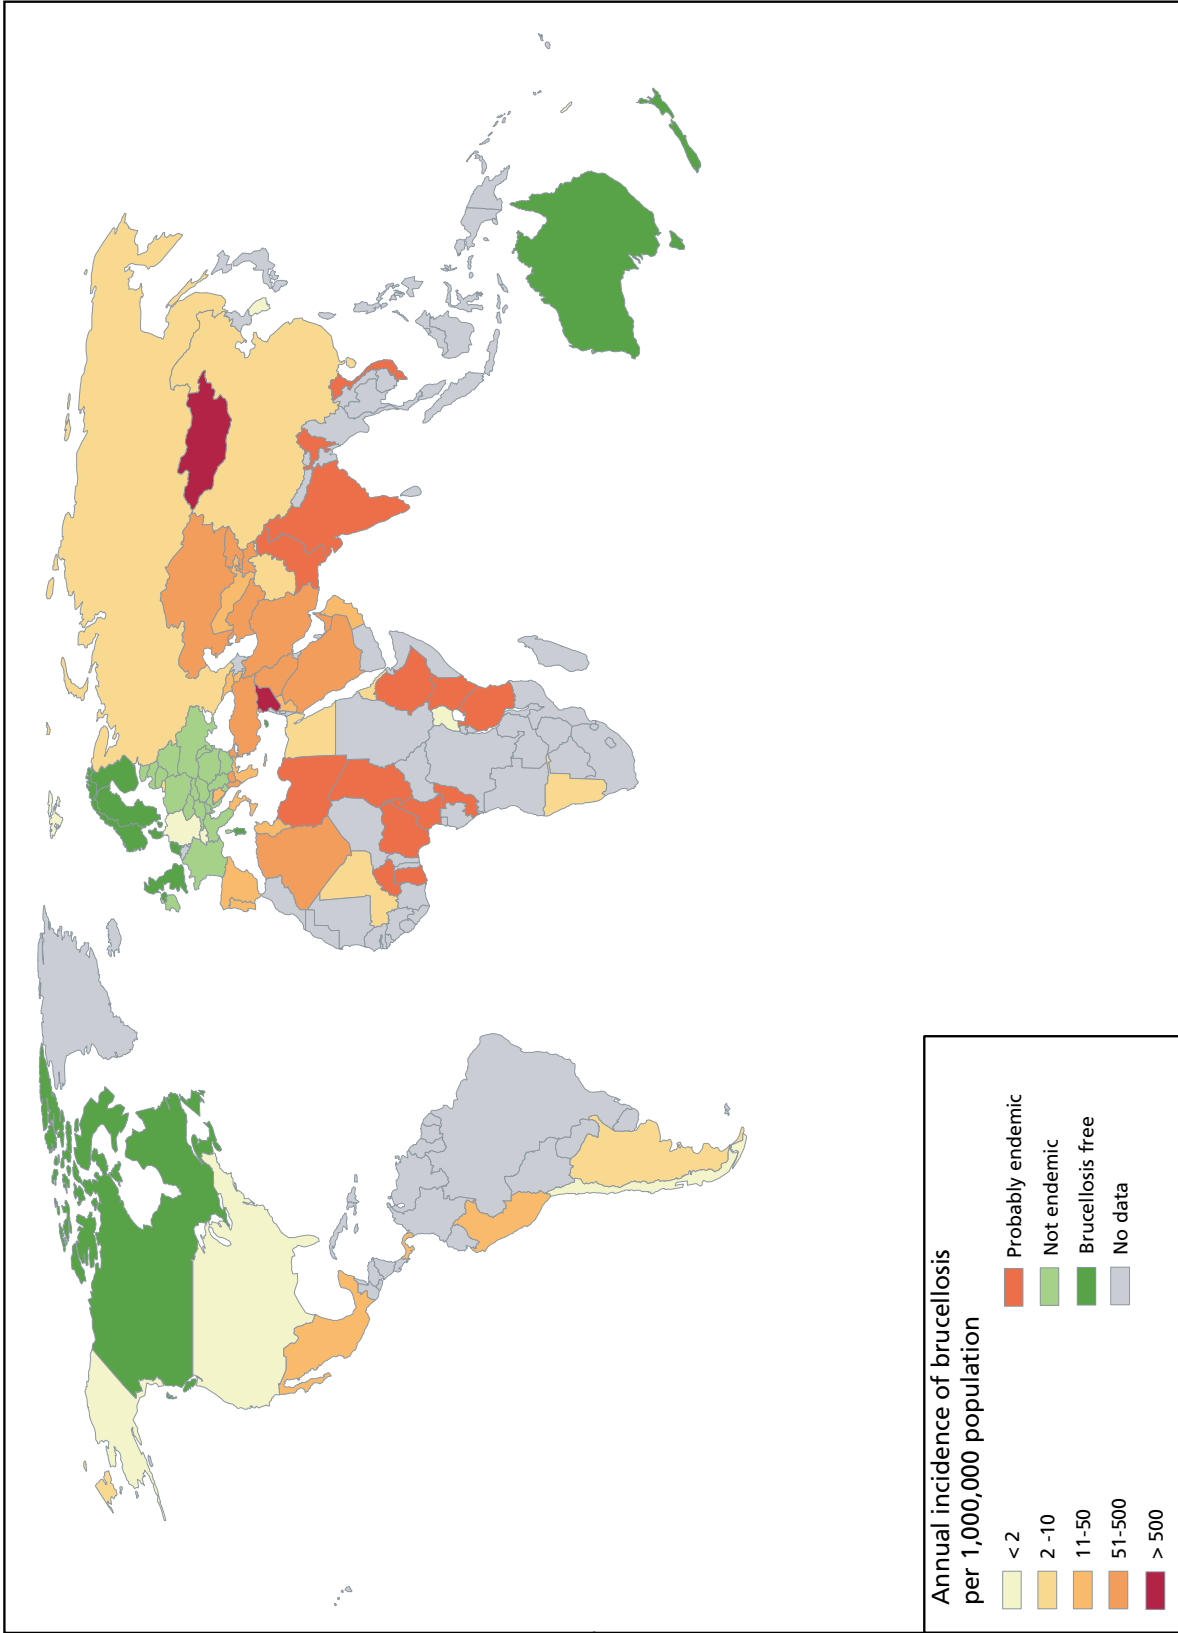 Annual incidence of brucellosis
per 1,000,000 population
< 2
2 -10
11-50
51-500
> 500
Probably endemic
Not endemic
Brucellosis free
No data